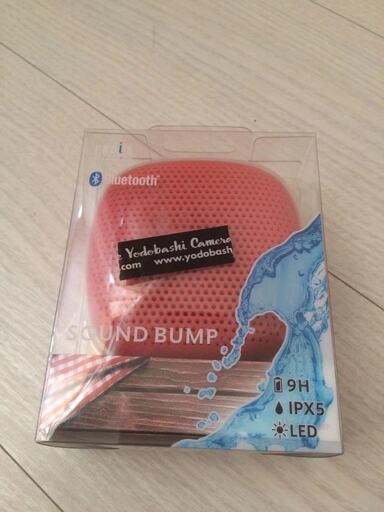 Bluetooth®
e Yodobashi Camera
.com www.yodobash
SOUND BUMP
9H
IPX5
LED